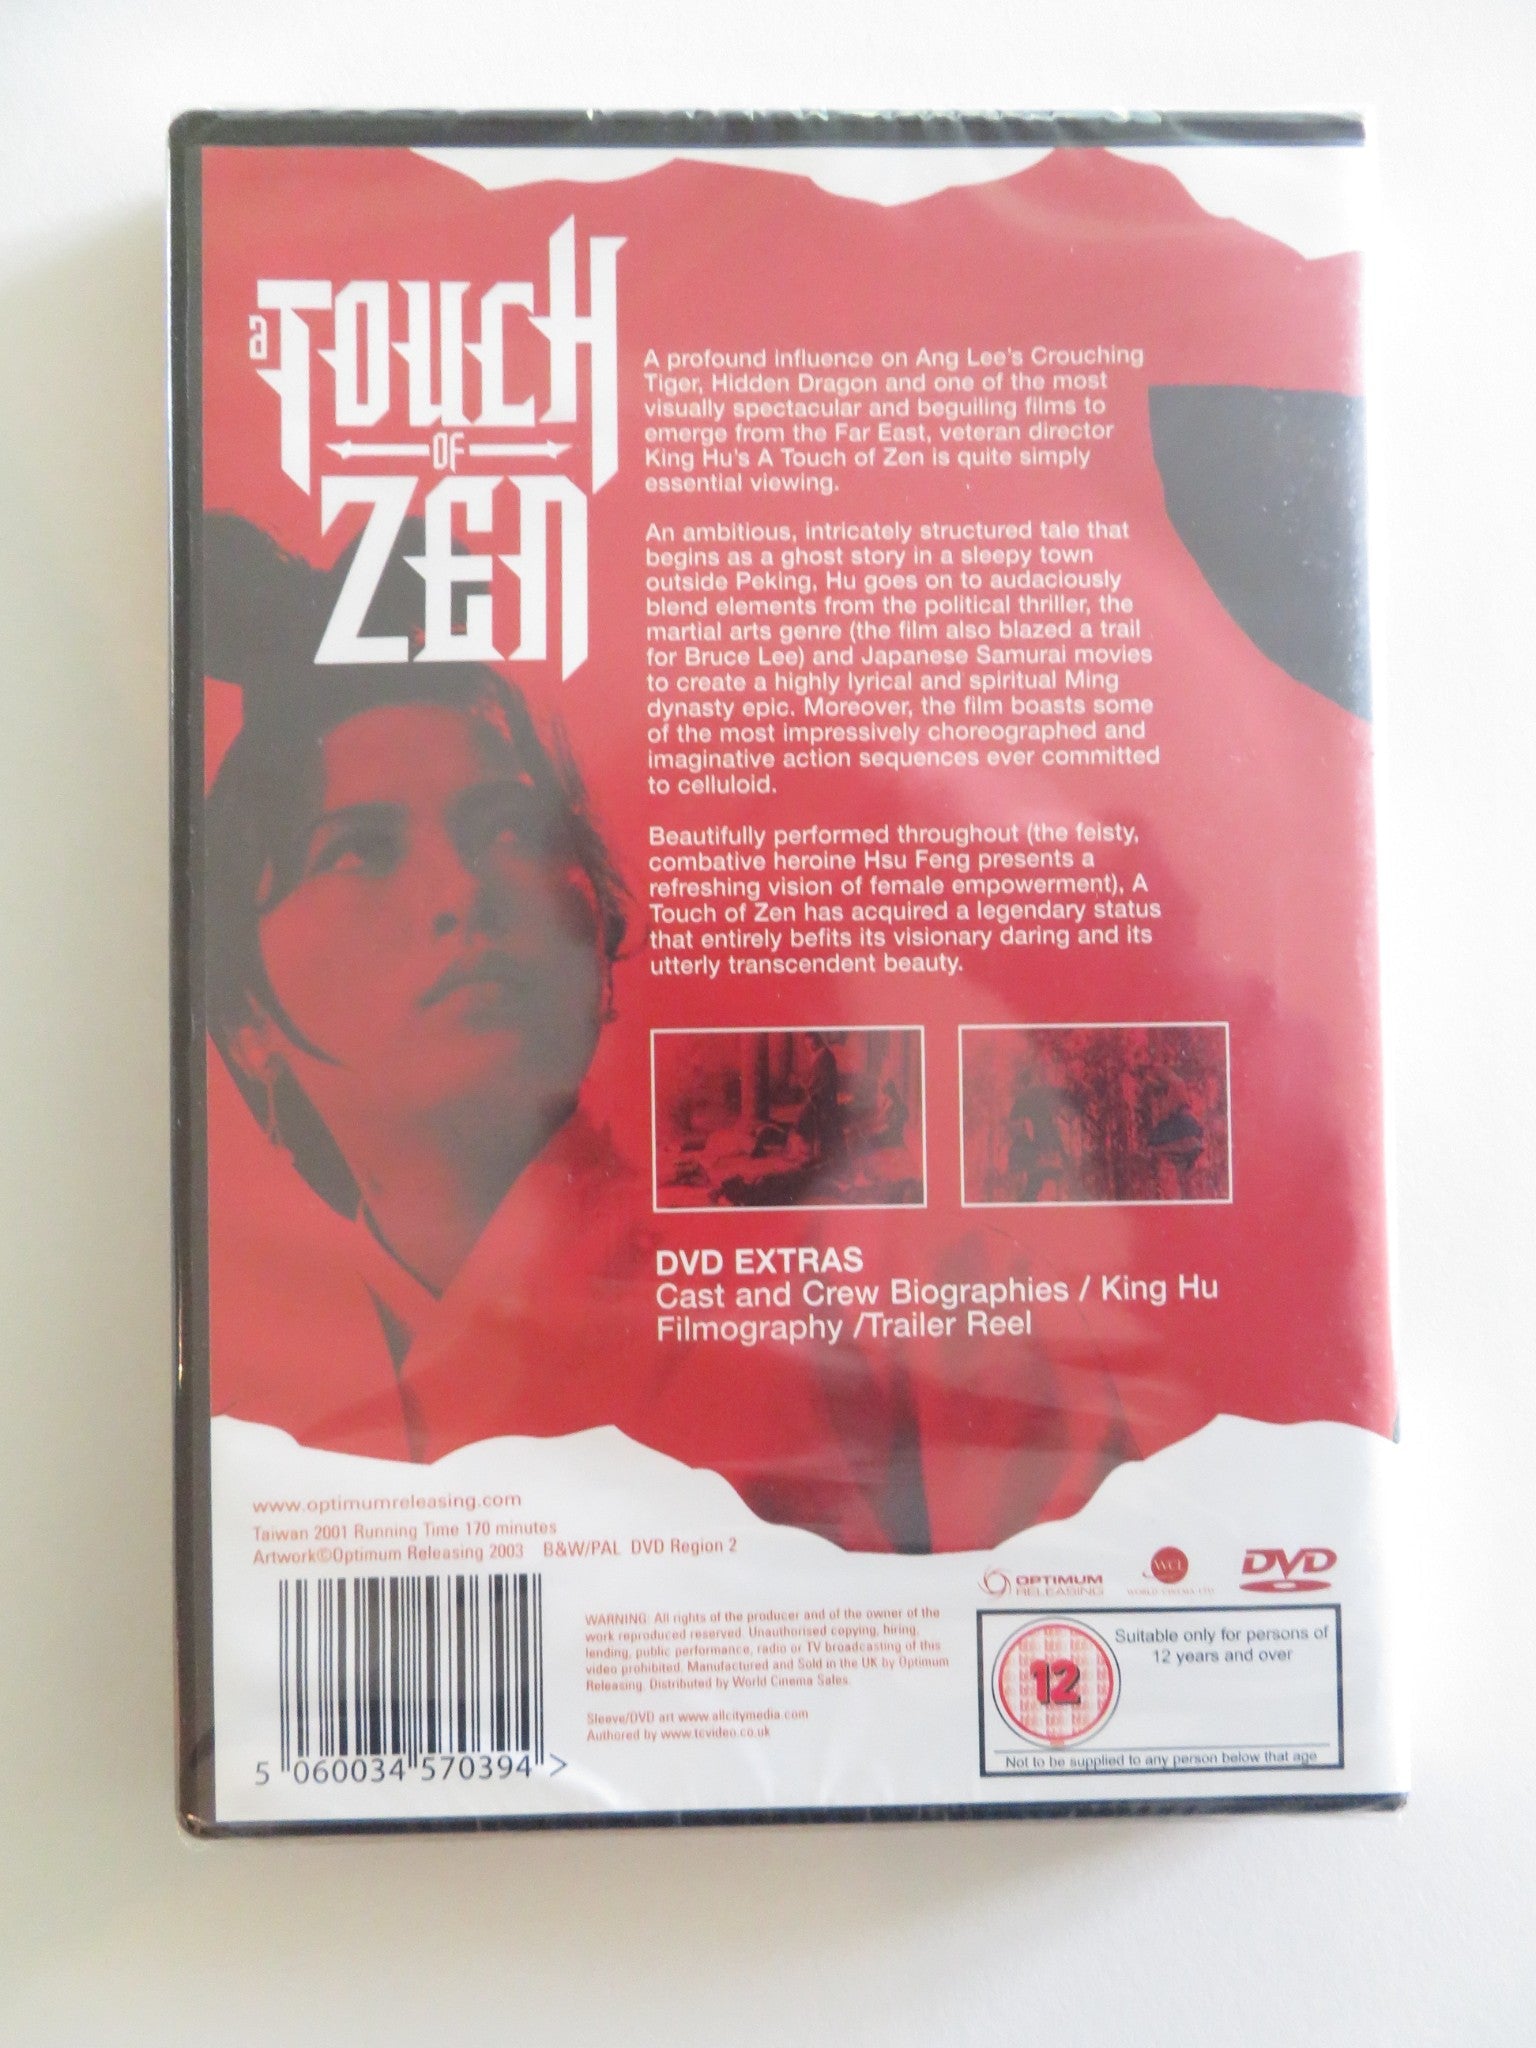 a TOUCH
OF
ZEN
A profound influence on Ang Lee's Crouching
Tiger, Hidden Dragon and one of the most
visually spectacular and beguiling films to
emerge from the Far East, veteran director
King Hu's A Touch of Zen is quite simply
essential viewing.
An ambitious, intricately structured tale that
begins as a ghost story in a sleepy town
outside Peking, Hu goes on to audaciously
blend elements from the political thriller, the
martial arts genre (the film also blazed a trail
for Bruce Lee) and Japanese Samurai movies
to create a highly lyrical and spiritual Ming
dynasty epic. Moreover, the film boasts some
of the most impressively choreographed and
imaginative action sequences ever committed
to celluloid.
Beautifully performed throughout (the feisty,
combative heroine Hsu Feng presents a
refreshing vision of female empowerment), A
Touch of Zen has acquired a legendary status
that entirely befits its visionary daring and its
utterly transcendent beauty.
DVD EXTRAS
Cast and Crew Biographies / King Hu
Filmography /Trailer Reel
www.optimumreleasing.com
Taiwan 2001 Running Time 170 minutes
Artwork©Optimum Releasing 2003 B&W/PAL DVD Region 2
5 060034 570394 >
WARNING: All rights of the producer and of the owner of the
work reproduced reserved. Unauthorised copying, hiring,
lending, public performance, radio or TV broadcasting of this
video prohibited. Manufactured and Sold in the UK by Optimum
Releasing. Distributed by World Cinema Sales.
Sleeve/DVD art www.allcitymedia.com
Authored by www.tcvideo.co.uk
OPTIMUM
RELEASING
WCL
WORLD CINEMA LTD
DVD
12
Suitable only for persons of
12 years and over
Not to be supplied to any person below that age